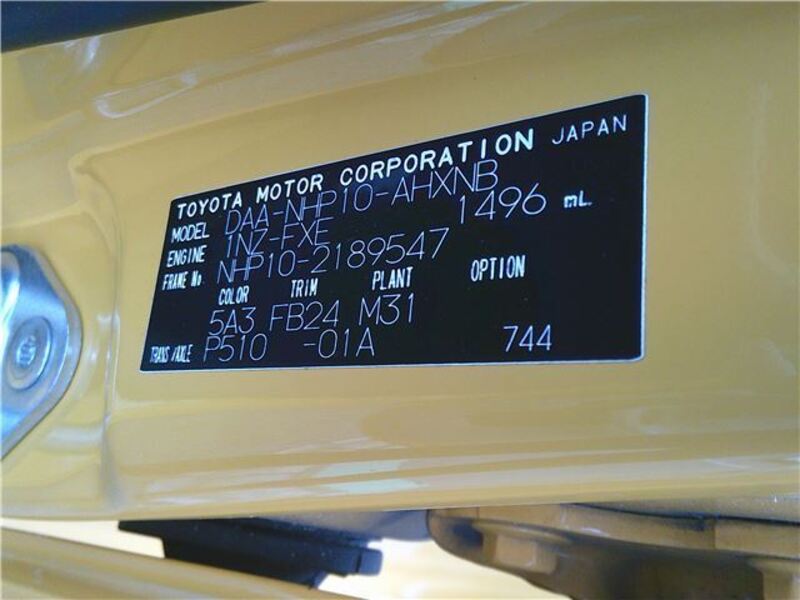 TOYOTA MOTOR CORPORATION JAPAN
MODEL DAA-NHP10-AHXNB
ENGINE 1NZ-FXE 1496 mL
FRAME No. NHP10-2189547
COLOR TRIM PLANT OPTION
5A3 FB24 M31
TRANS/AXLE P510 -01A 744